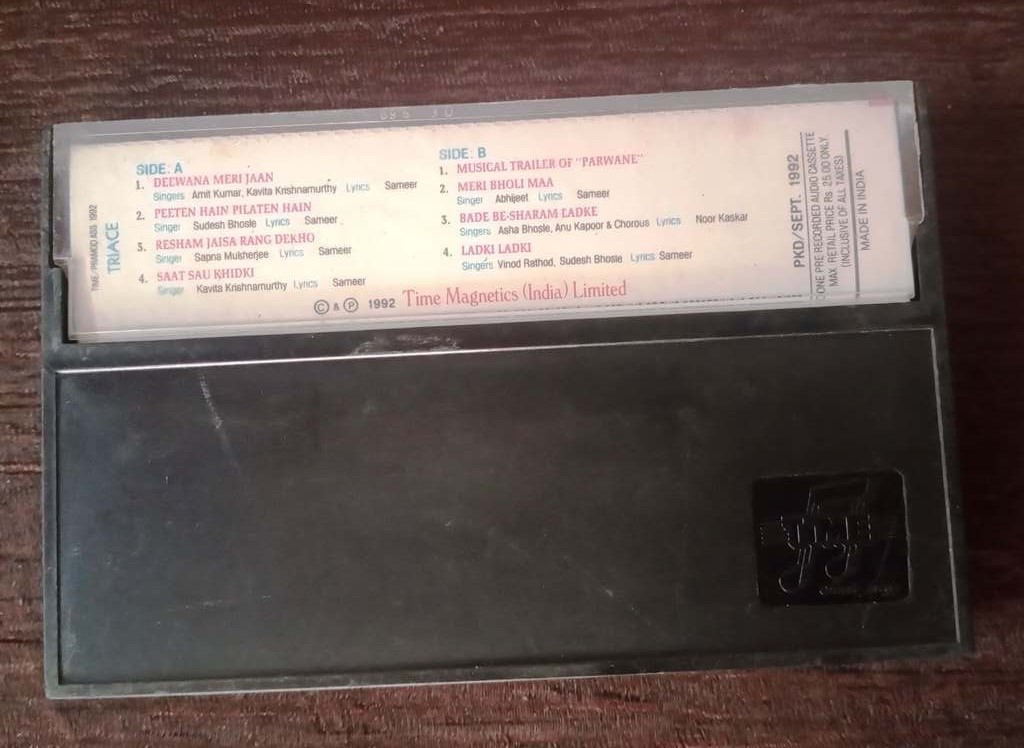 SIDE: A
1. DEEWANA MERI JAAN
Singers Amit Kumar, Kavita Krishnamurthy Lyrics Sameer
2. PEETEN HAIN PILATEN HAIN
Singer Sudesh Bhosle Lyrics Sameer
3. RESHAM JAISA RANG DEKHO
Singer Sapna Mukherjee Lyrics Sameer
4. SAAT SAU KHIDKI
Singer Kavita Krishnamurthy Lyrics Sameer
SIDE: B
1. MUSICAL TRAILER OF "PARWANE"
2. MERI BHOLI MAA
Singer Abhijeet Lyrics Sameer
3. BADE BE-SHARAM LADKE
Singers Asha Bhosle, Anu Kapoor & Chorous Lyrics Noor Kaskar
4. LADKI LADKI
Singers Vinod Rathod, Sudesh Bhosle Lyrics Sameer
© & ℗ 1992 Time Magnetics (India) Limited
TIME/PRAMOD ADS 1992
TRIACE
PKD/SEPT. 1992
ONE PRE RECORDED AUDIO CASSETTE
MAX. RETAIL PRICE Rs 25.00 ONLY
(INCLUSIVE OF ALL TAXES)
MADE IN INDIA
time